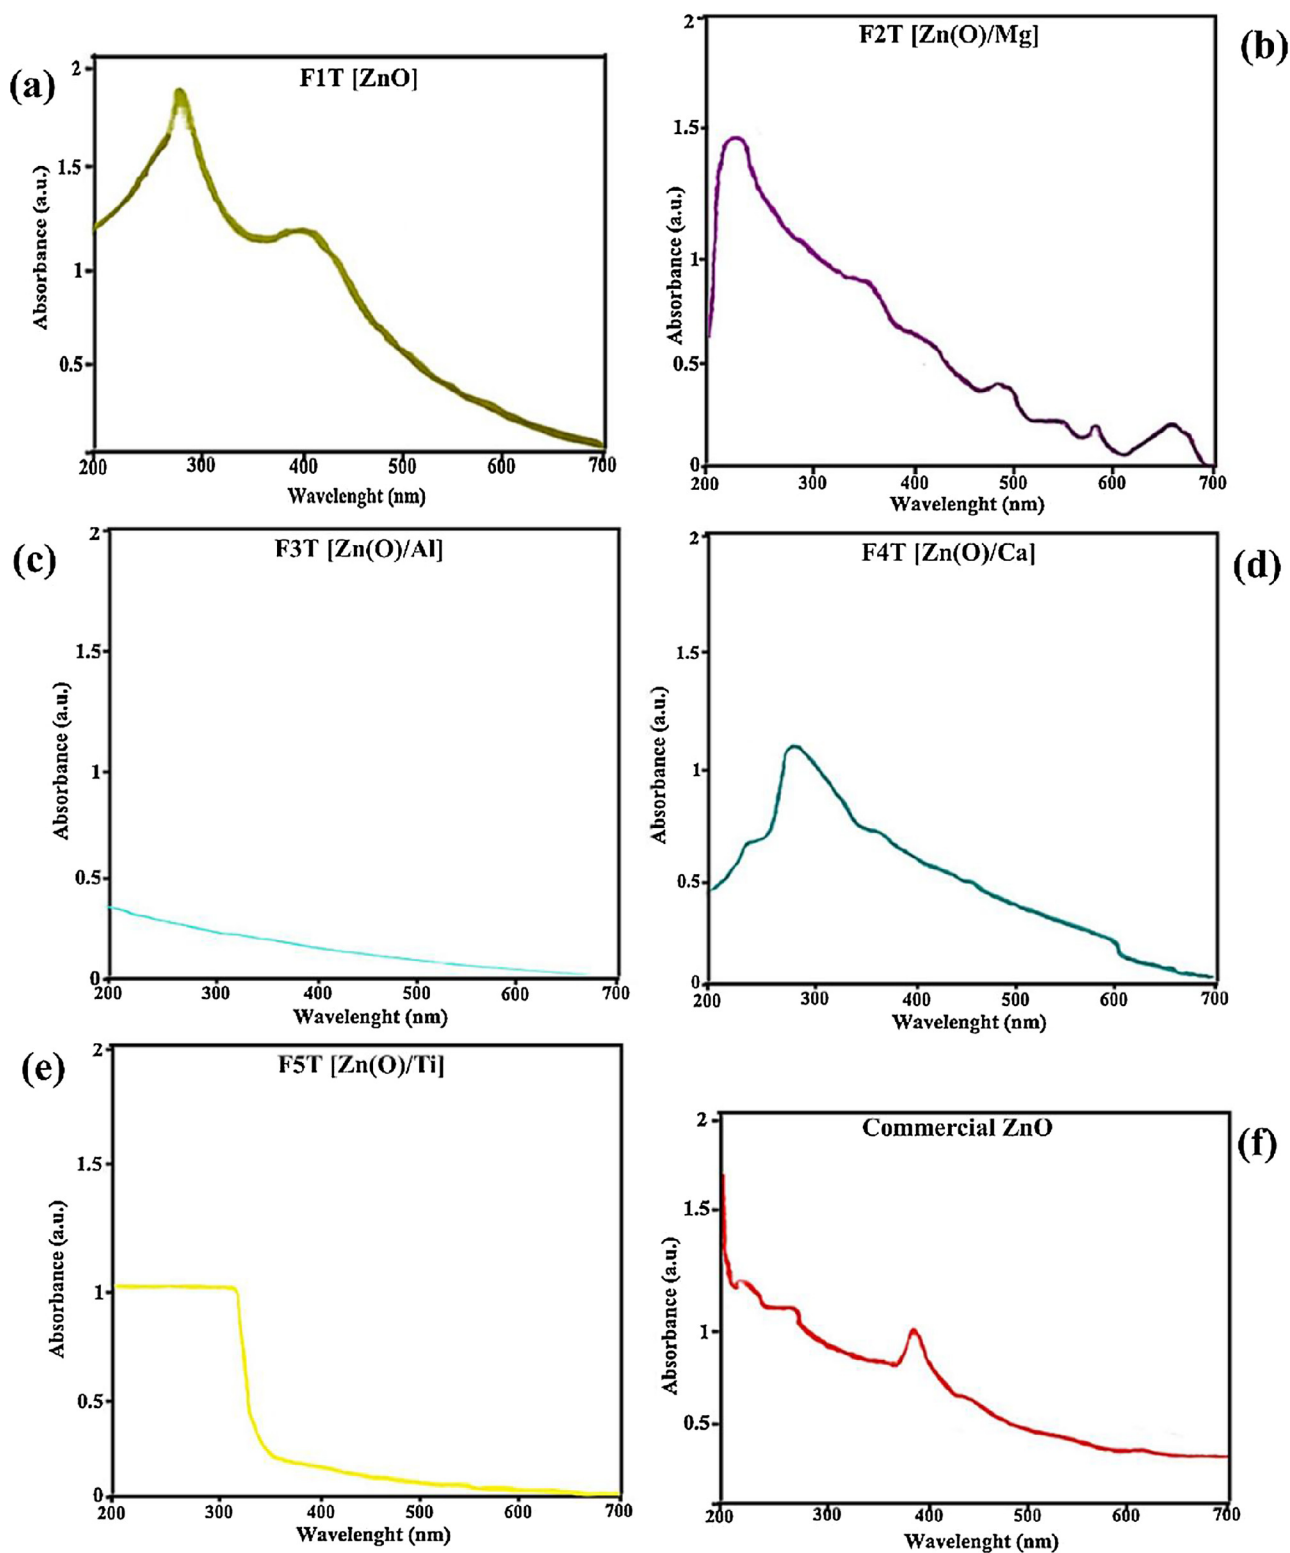 (a)
F1T [ZnO]
2
1.5
1
0.5
Absorbance (a.u.)
200 300 400 500 600 700
Wavelenght (nm)
(b)
F2T [Zn(O)/Mg]
2
1.5
1
0.5
0
Absorbance (a.u.)
200 300 400 500 600 700
Wavelenght (nm)
(c)
F3T [Zn(O)/Al]
2
1.5
1
0.5
0
Absorbance (a.u.)
200 300 400 500 600 700
Wavelenght (nm)
(d)
F4T [Zn(O)/Ca]
2
1.5
1
0.5
0
Absorbance (a.u.)
200 300 400 500 600 700
Wavelenght (nm)
(e)
F5T [Zn(O)/Ti]
2
1.5
1
0.5
0
Absorbance (a.u.)
200 300 400 500 600 700
Wavelenght (nm)
(f)
Commercial ZnO
2
1.5
1
0.5
Absorbance (a.u.)
200 300 400 500 600 700
Wavelenght (nm)